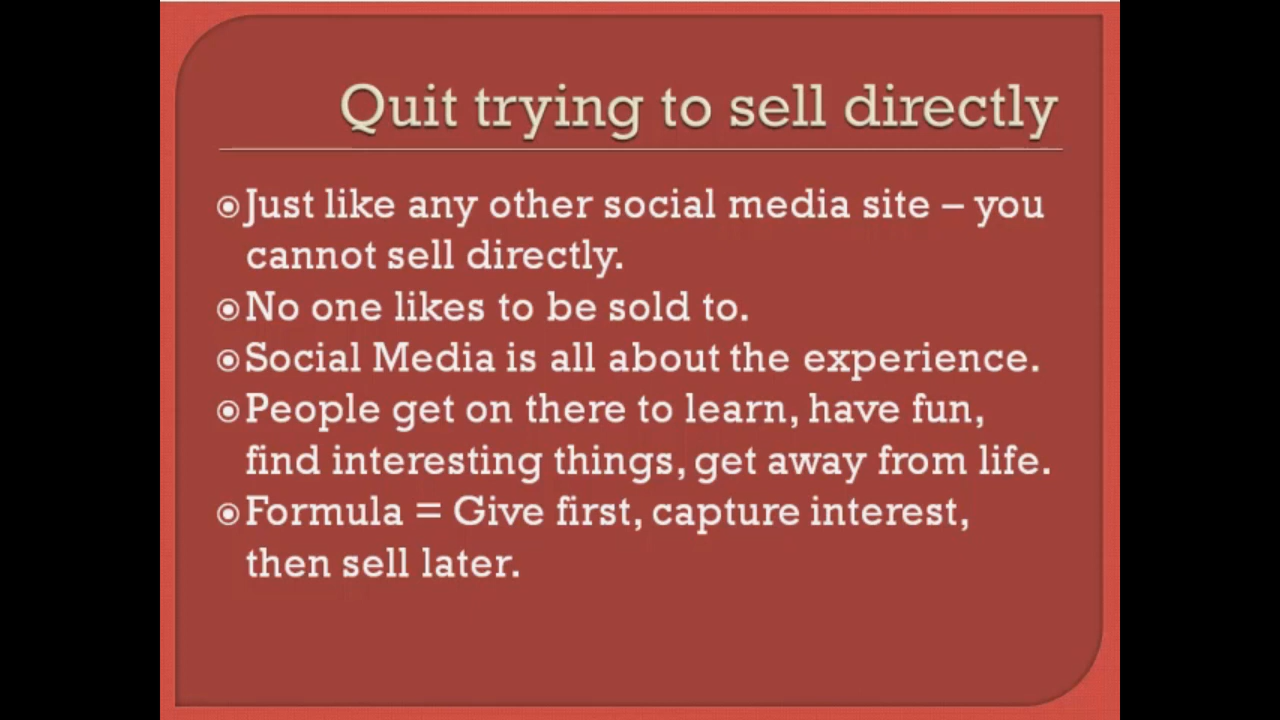 Quit trying to sell directly
Just like any other social media site – you
cannot sell directly.
No one likes to be sold to.
Social Media is all about the experience.
People get on there to learn, have fun,
find interesting things, get away from life.
Formula = Give first, capture interest,
then sell later.